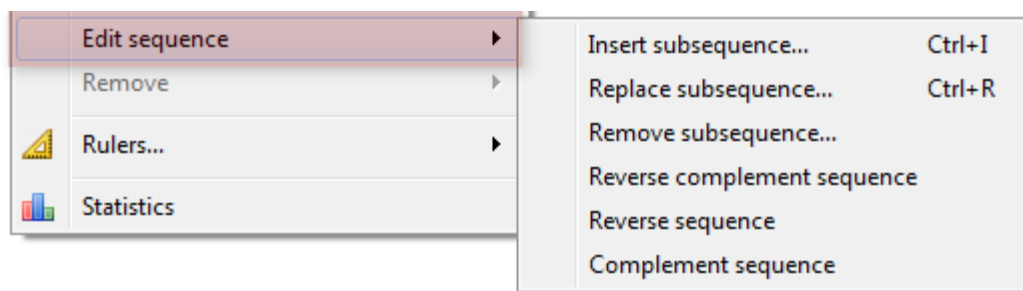 Edit sequence
Remove
Rulers...
Statistics
Insert subsequence... Ctrl+I
Replace subsequence... Ctrl+R
Remove subsequence...
Reverse complement sequence
Reverse sequence
Complement sequence